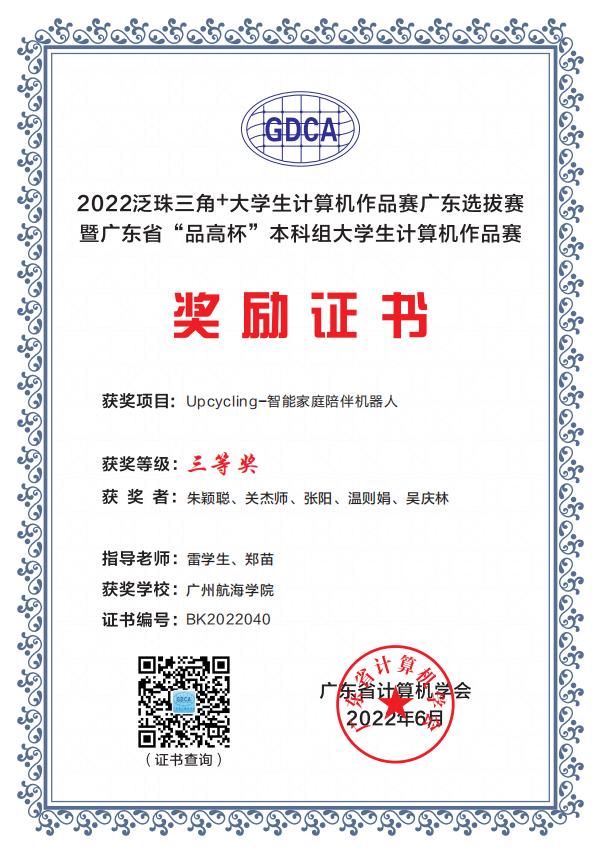 GDCA
2022泛珠三角+大学生计算机作品赛广东选拔赛
暨广东省“品高杯”本科组大学生计算机作品赛
奖励证书
获奖项目：Upcycling-智能家庭陪伴机器人
获奖等级：三等奖
获奖者：朱颖聪、关杰师、张阳、温则娟、吴庆林
指导老师：雷学生、郑苗
获奖学校：广州航海学院
证书编号：BK2022040
GDCA
（证书查询）
广东省计算机学会
广东省计算机学会
2022年6月